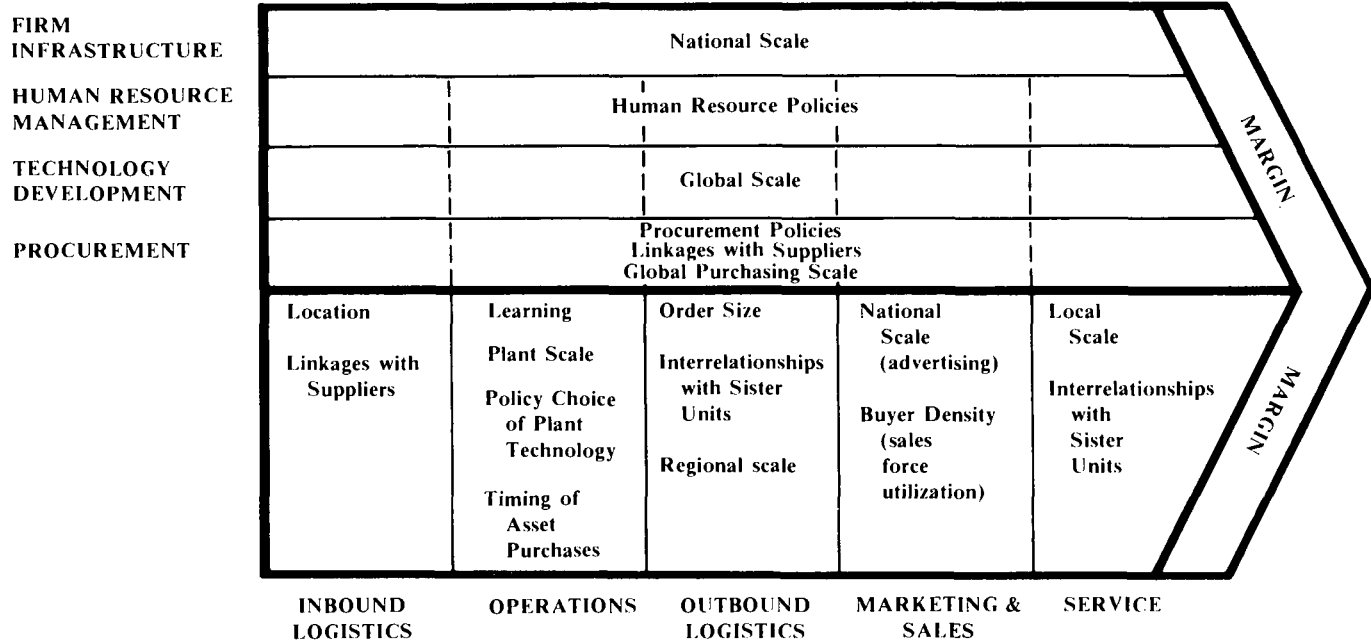 FIRM
INFRASTRUCTURE
National Scale
HUMAN RESOURCE
MANAGEMENT
Human Resource Policies
TECHNOLOGY
DEVELOPMENT
Global Scale
PROCUREMENT
Procurement Policies
Linkages with Suppliers
Global Purchasing Scale
MARGIN
Location
Linkages with
Suppliers
Learning
Plant Scale
Policy Choice
of Plant
Technology
Timing of
Asset
Purchases
Order Size
Interrelationships
with Sister
Units
Regional scale
National
Scale
(advertising)
Buyer Density
(sales
force
utilization)
Local
Scale
Interrelationships
with
Sister
Units
MARGIN
INBOUND
LOGISTICS
OPERATIONS
OUTBOUND
LOGISTICS
MARKETING &
SALES
SERVICE